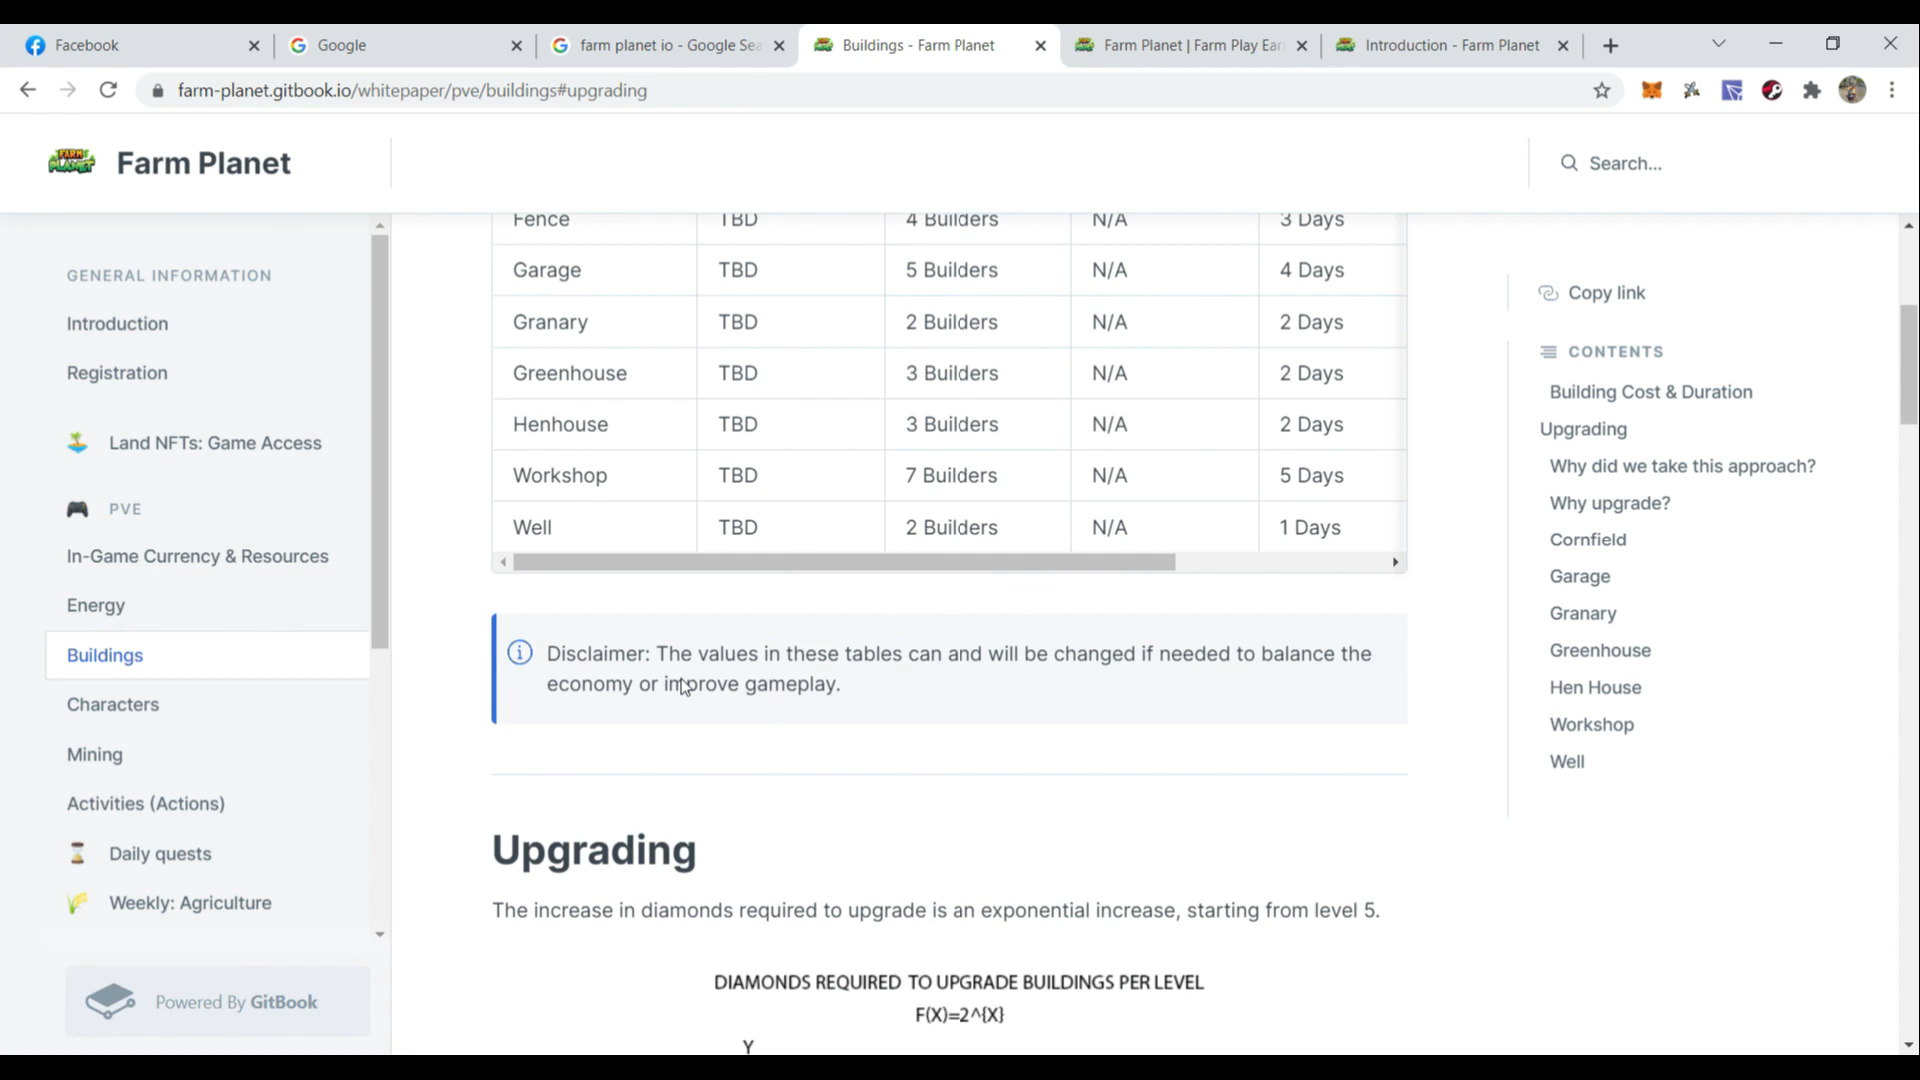 Facebook
Google
farm planet io - Google Sea
Buildings - Farm Planet
Farm Planet | Farm Play Ear
Introduction - Farm Planet
farm-planet.gitbook.io/whitepaper/pve/buildings#upgrading
FARM PLANET
Farm Planet
Search...
GENERAL INFORMATION
Introduction
Registration
Land NFTs: Game Access
PVE
In-Game Currency & Resources
Energy
Buildings
Characters
Mining
Activities (Actions)
Daily quests
Weekly: Agriculture
Powered By GitBook
Fence TBD 4 Builders N/A 3 Days
Garage TBD 5 Builders N/A 4 Days
Granary TBD 2 Builders N/A 2 Days
Greenhouse TBD 3 Builders N/A 2 Days
Henhouse TBD 3 Builders N/A 2 Days
Workshop TBD 7 Builders N/A 5 Days
Well TBD 2 Builders N/A 1 Days
Disclaimer: The values in these tables can and will be changed if needed to balance the
economy or improve gameplay.
Upgrading
The increase in diamonds required to upgrade is an exponential increase, starting from level 5.
DIAMONDS REQUIRED TO UPGRADE BUILDINGS PER LEVEL
F(X)=2^{X}
Y
Copy link
CONTENTS
Building Cost & Duration
Upgrading
Why did we take this approach?
Why upgrade?
Cornfield
Garage
Granary
Greenhouse
Hen House
Workshop
Well